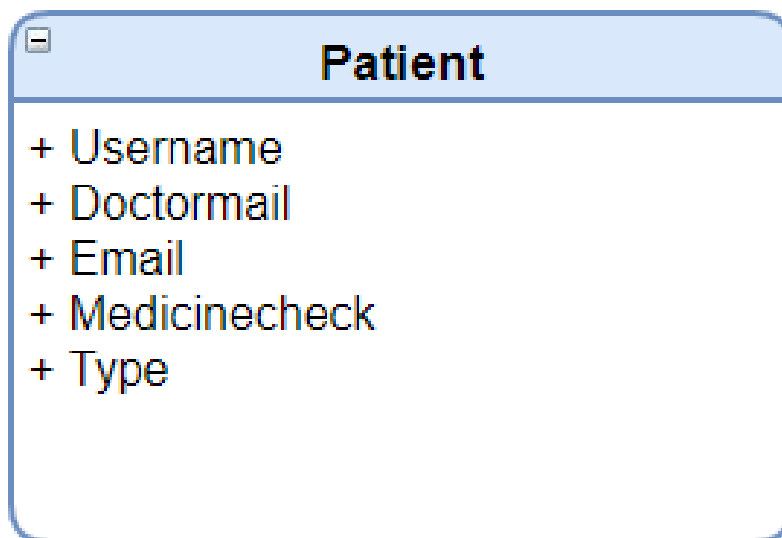 Patient
+ Username
+ Doctormail
+ Email
+ Medicinecheck
+ Type